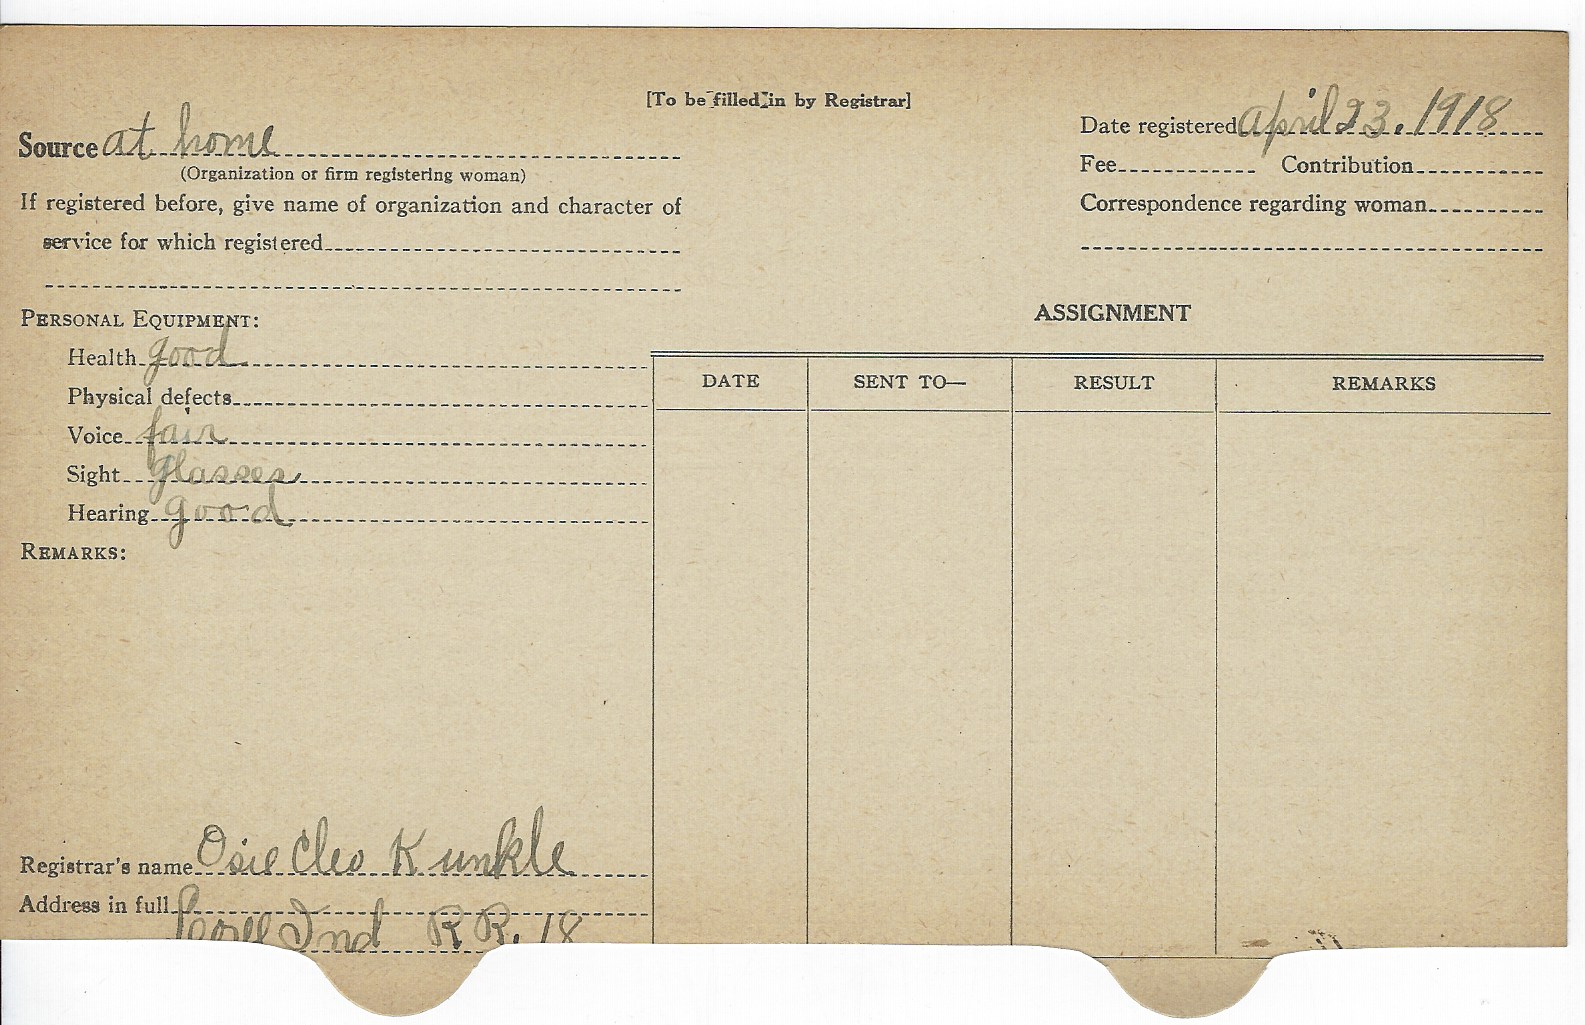 [To be filled in by Registrar]
Source at home
(Organization or firm registering woman)
If registered before, give name of organization and character of
service for which registered
Date registered April 23, 1918
Fee Contribution
Correspondence regarding woman
PERSONAL EQUIPMENT:
Health good
Physical defects
Voice fair
Sight glasses
Hearing good
REMARKS:
Registrar's name Osie Cleo Kunkle
Address in full
Ind R R. 18
ASSIGNMENT
DATE SENT TO— RESULT REMARKS